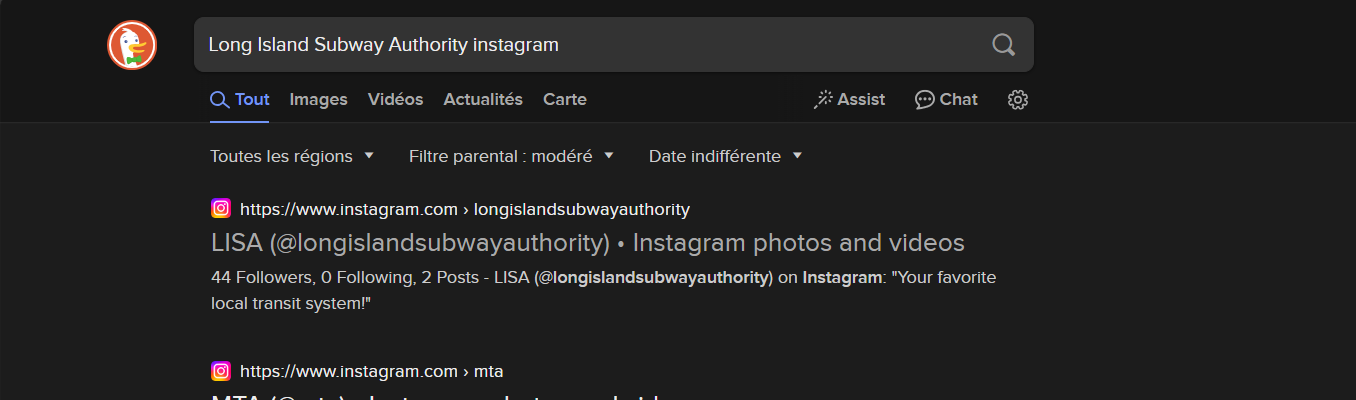 Long Island Subway Authority instagram
Tout Images Vidéos Actualités Carte Assist Chat
Toutes les régions Filtre parental : modéré Date indifférente
https://www.instagram.com › longislandsubwayauthority
LISA (@longislandsubwayauthority) • Instagram photos and videos
44 Followers, 0 Following, 2 Posts - LISA (@longislandsubwayauthority) on Instagram: "Your favorite
local transit system!"
https://www.instagram.com › mta